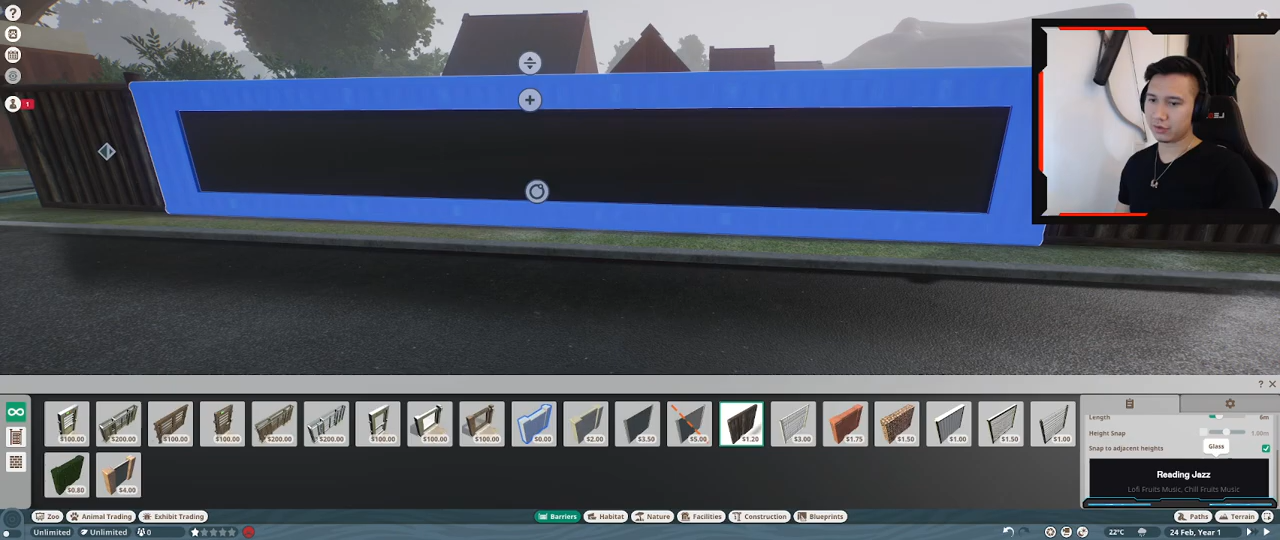 ?
1
? ×
$100.00 $200.00 $100.00 $100.00 $200.00 $200.00 $100.00 $100.00 $100.00 $0.00 $2.00 $3.50 $5.00 $1.20 $3.00 $1.75 $1.50 $1.00 $1.50 $1.00
$0.80 $4.00
Length 6m
Height Snap 1.00m
Glass
Snap to adjacent heights
Reading Jazz
Lofi Fruits Music, Chill Fruits Music
Zoo Animal Trading Exhibit Trading Barriers Habitat Nature Facilities Construction Blueprints Paths Terrain
Unlimited Unlimited 0 22°C 24 Feb, Year 1